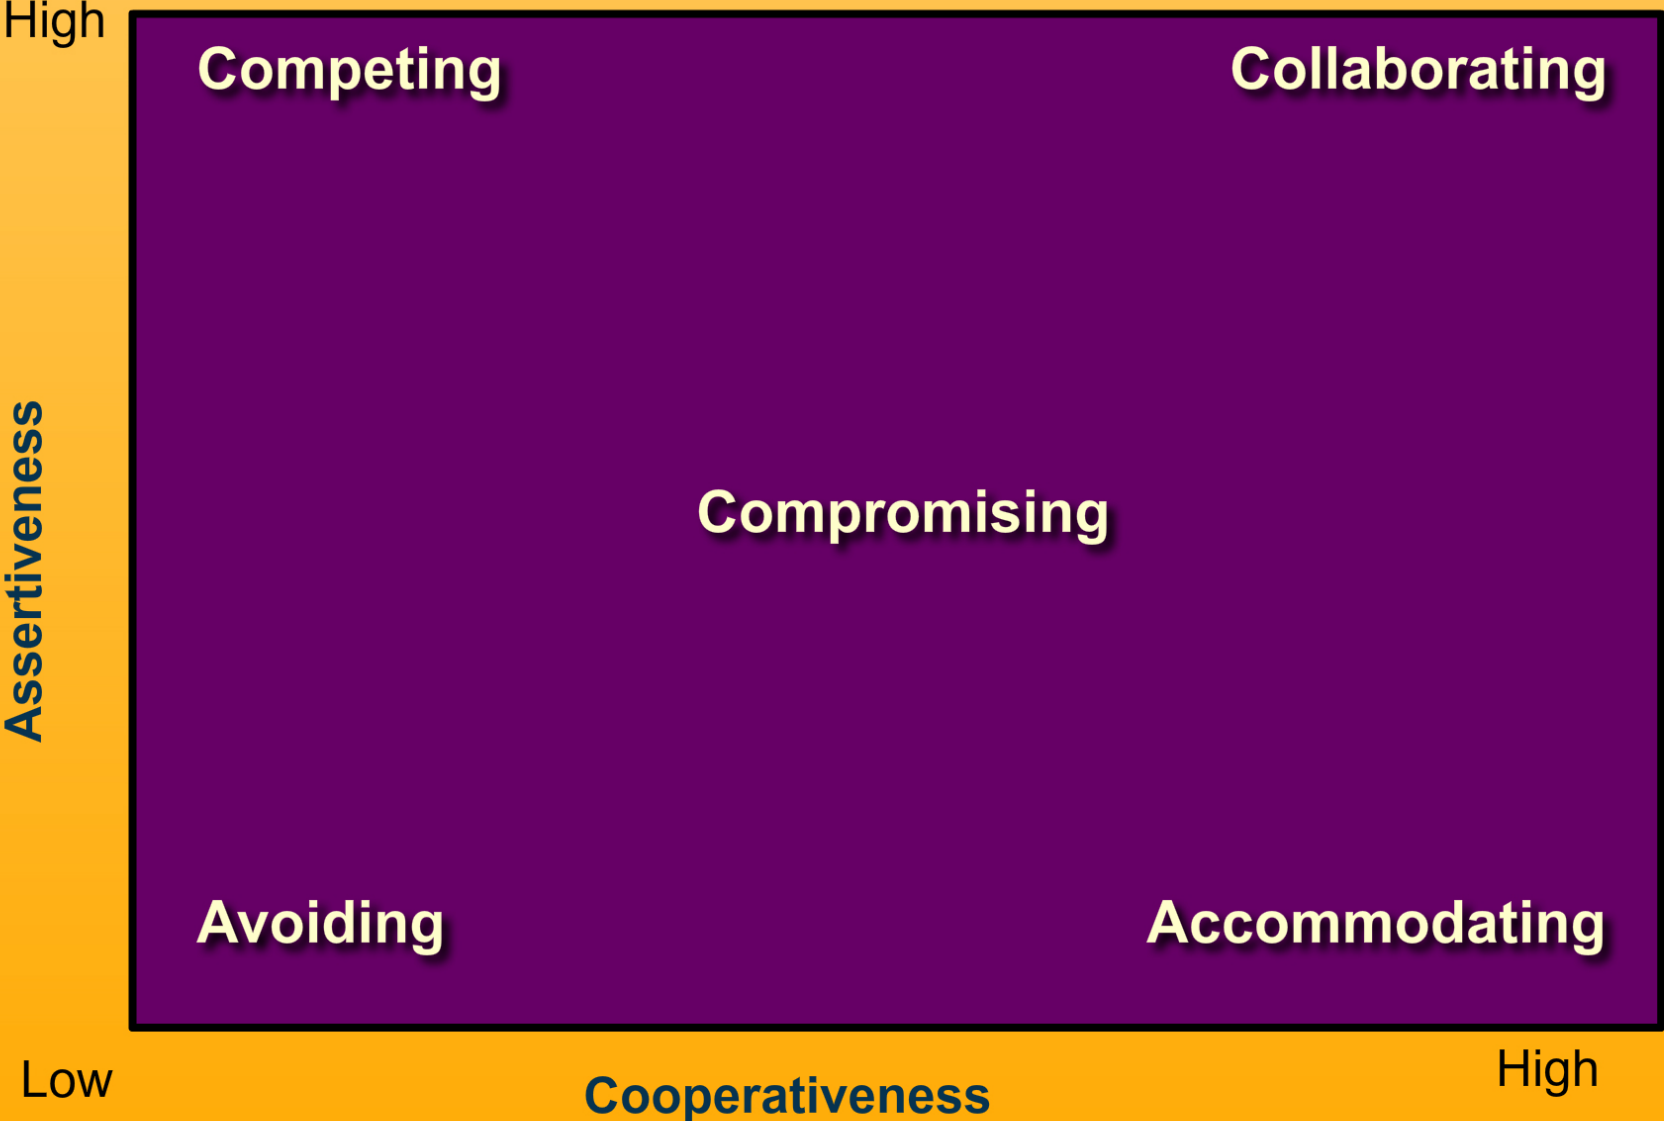 High
Competing
Collaborating
Assertiveness
Compromising
Avoiding
Accommodating
Low
Cooperativeness
High